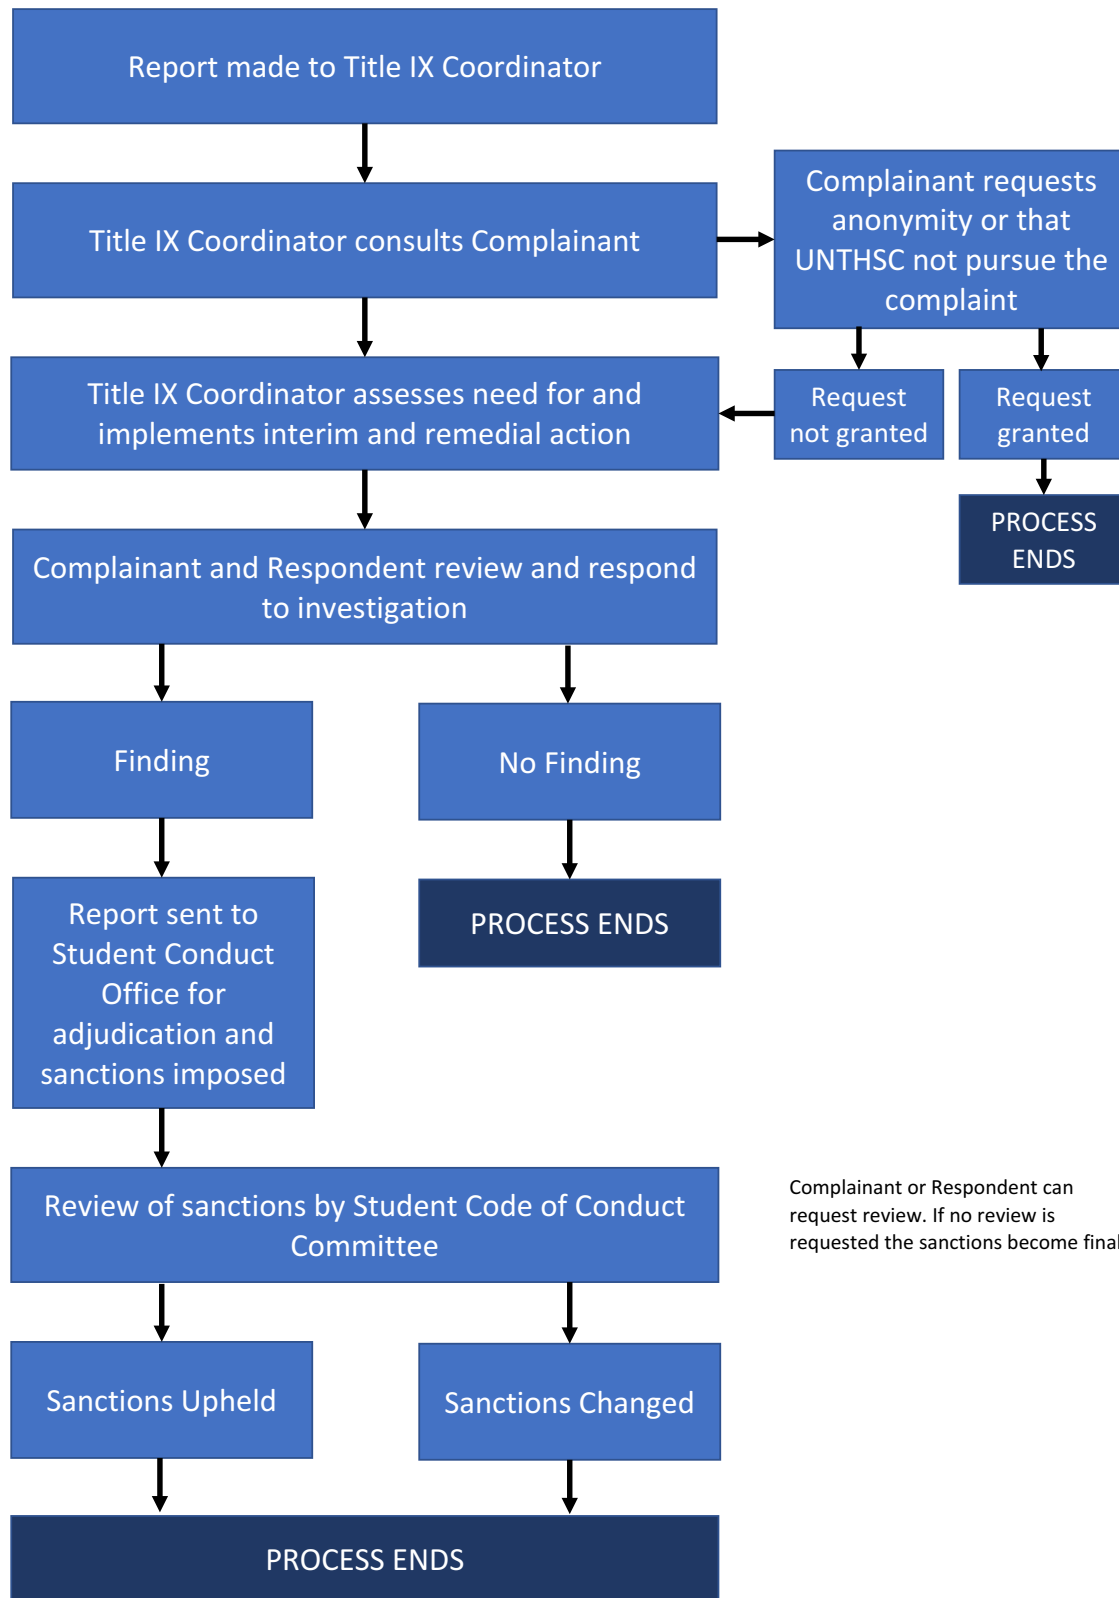 Report made to Title IX Coordinator
Title IX Coordinator consults Complainant
Complainant requests
anonymity or that
UNTHSC not pursue the
complaint
Title IX Coordinator assesses need for and
implements interim and remedial action
Request
not granted
Request
granted
PROCESS
ENDS
Complainant and Respondent review and respond
to investigation
Finding
No Finding
Report sent to
Student Conduct
Office for
adjudication and
sanctions imposed
PROCESS ENDS
Review of sanctions by Student Code of Conduct
Committee
Complainant or Respondent can
request review. If no review is
requested the sanctions become final
Sanctions Upheld
Sanctions Changed
PROCESS ENDS